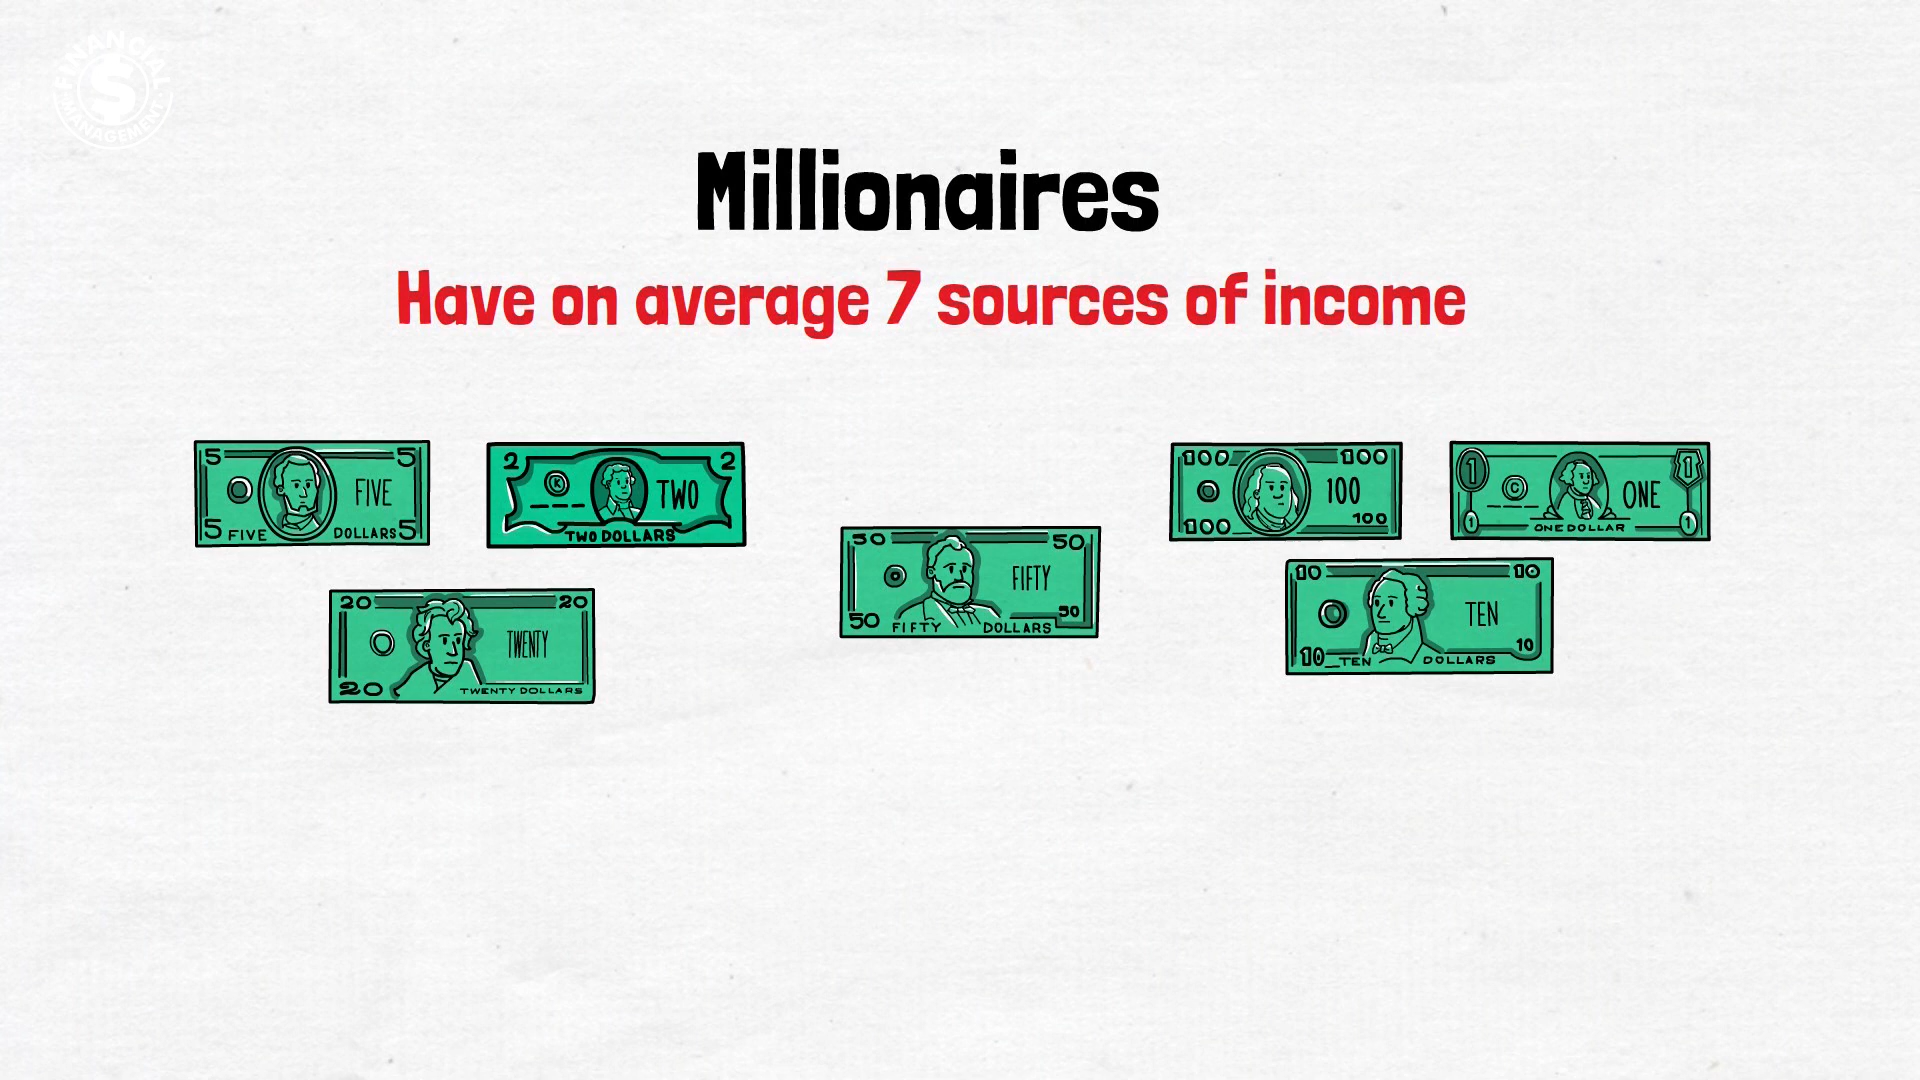 FINANCIAL
$
MANAGEMENT
Millionaires
Have on average 7 sources of income
5 5
FIVE
5 FIVE DOLLARS 5
2 2
K TWO
TWO DOLLARS
100 100
100
100 100
1 1
C ONE
1 ONE DOLLAR 1
50 50
FIFTY
50
50 FIFTY DOLLARS
10 10
TEN
10
10 TEN DOLLARS
20 20
TWENTY
20 TWENTY DOLLARS